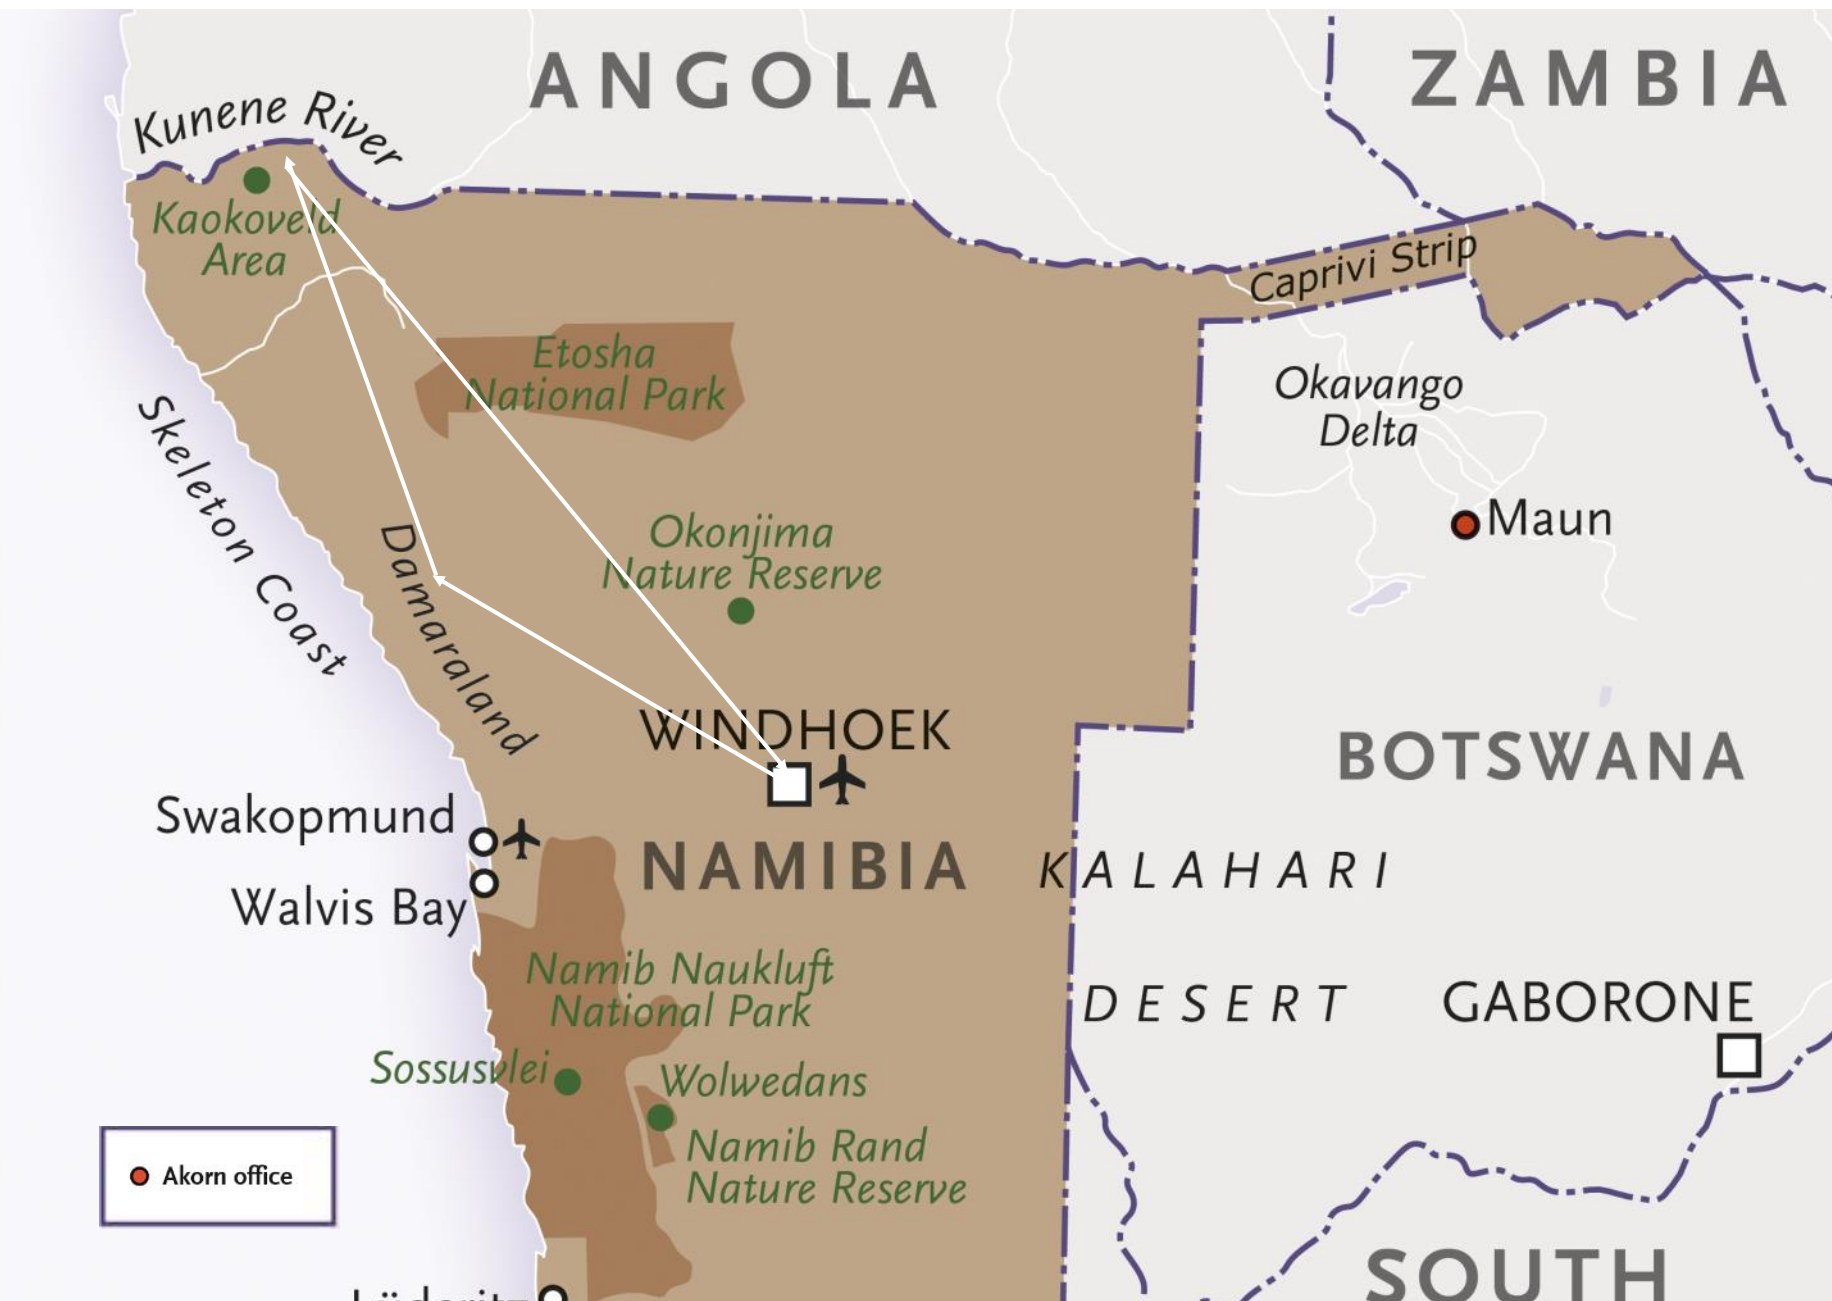 ANGOLA
ZAMBIA
Kunene River
Kaokoveld
Area
Caprivi Strip
Etosha
National Park
Okavango
Delta
Skeleton Coast
Maun
Damaraland
Okonjima
Nature Reserve
WINDHOEK
BOTSWANA
Swakopmund
NAMIBIA
KALAHARI
Walvis Bay
Namib Naukluft
National Park
DESERT
GABORONE
Sossusvlei
Wolwedans
Namib Rand
Nature Reserve
Akorn office
SOUTH
Lüderitz